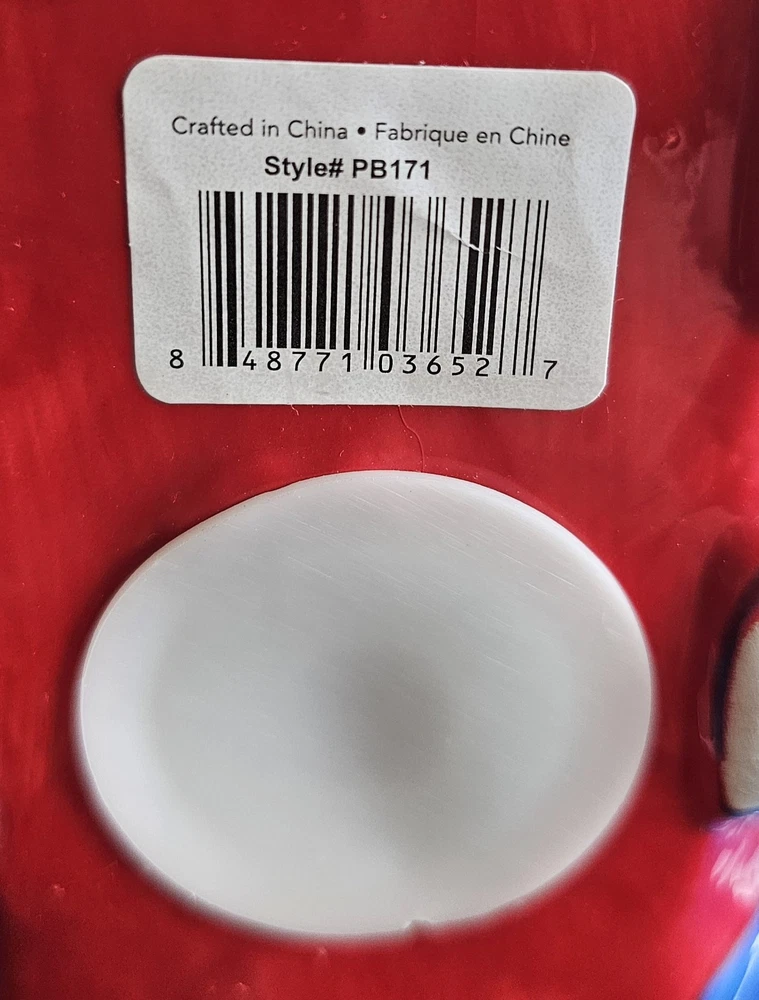 Crafted in China • Fabrique en Chine
Style# PB171
8 48771 03652 7